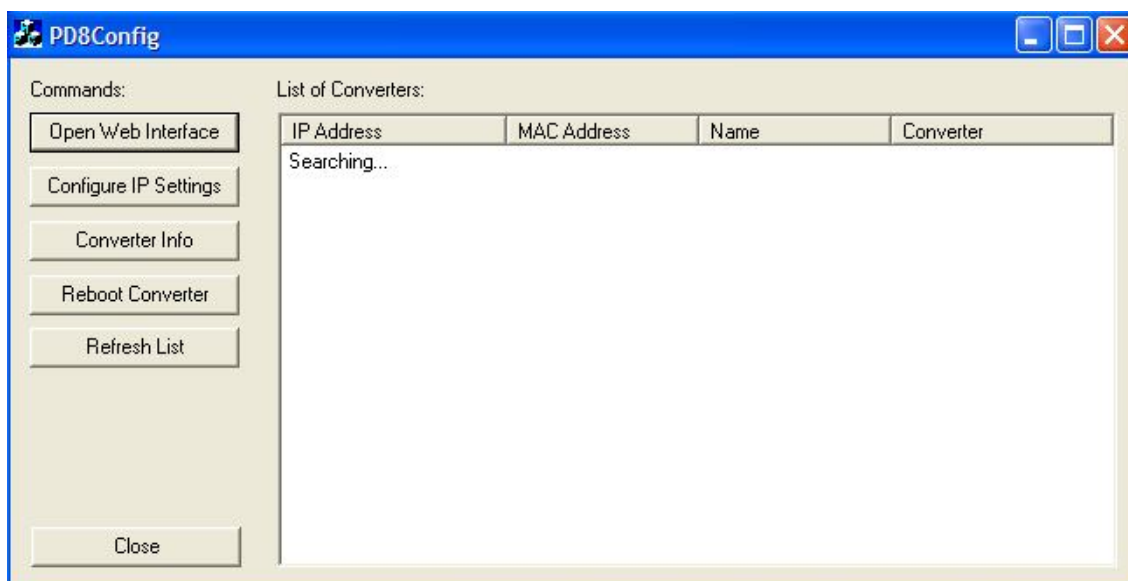 PD8Config
Commands:
List of Converters:
Open Web Interface
IP Address MAC Address Name Converter
Searching...
Configure IP Settings
Converter Info
Reboot Converter
Refresh List
Close